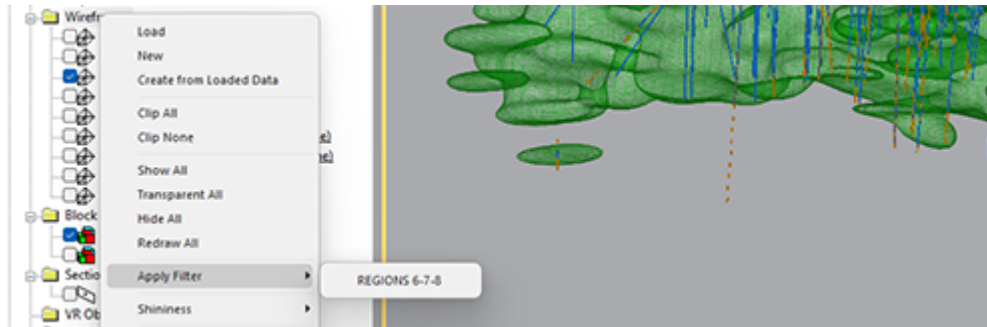 Wirefr
Load
New
Create from Loaded Data
Clip All
Clip None
e)
ne)
Show All
Transparent All
Block
Hide All
Redraw All
Sectio
Apply Filter
REGIONS 6-7-8
VR Ob
Shininess